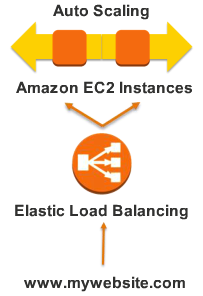 Auto Scaling
Amazon EC2 Instances
Elastic Load Balancing
www.mywebsite.com